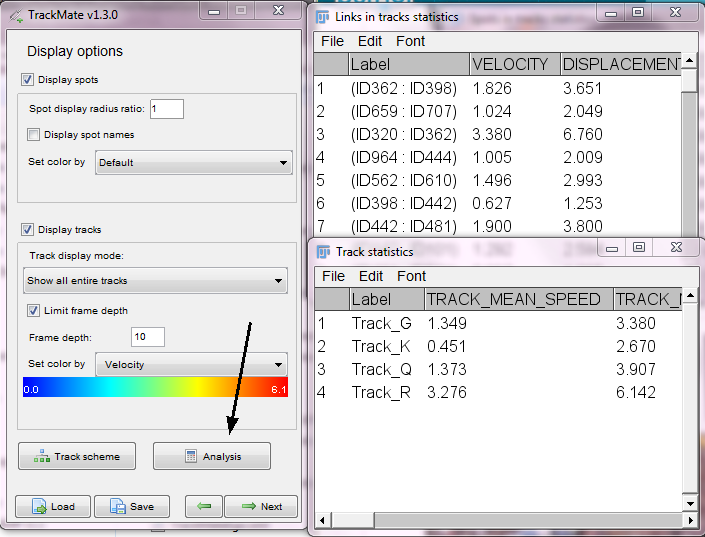 TrackMate v1.3.0
Display options
Display spots
Spot display radius ratio: 1
Display spot names
Set color by Default
Display tracks
Track display mode:
Show all entire tracks
Limit frame depth
Frame depth: 10
Set color by Velocity
0.0 6.1
Track scheme Analysis
Load Save Next
Links in tracks statistics
File Edit Font
Label VELOCITY DISPLACEMENT
1 (ID362 : ID398) 1.826 3.651
2 (ID659 : ID707) 1.024 2.049
3 (ID320 : ID362) 3.380 6.760
4 (ID964 : ID444) 1.005 2.009
5 (ID562 : ID610) 1.496 2.993
6 (ID398 : ID442) 0.627 1.253
7 (ID442 : ID481) 1.900 3.800
Track statistics
File Edit Font
Label TRACK_MEAN_SPEED TRACK_M
1 Track_G 1.349 3.380
2 Track_K 0.451 2.670
3 Track_Q 1.373 3.907
4 Track_R 3.276 6.142